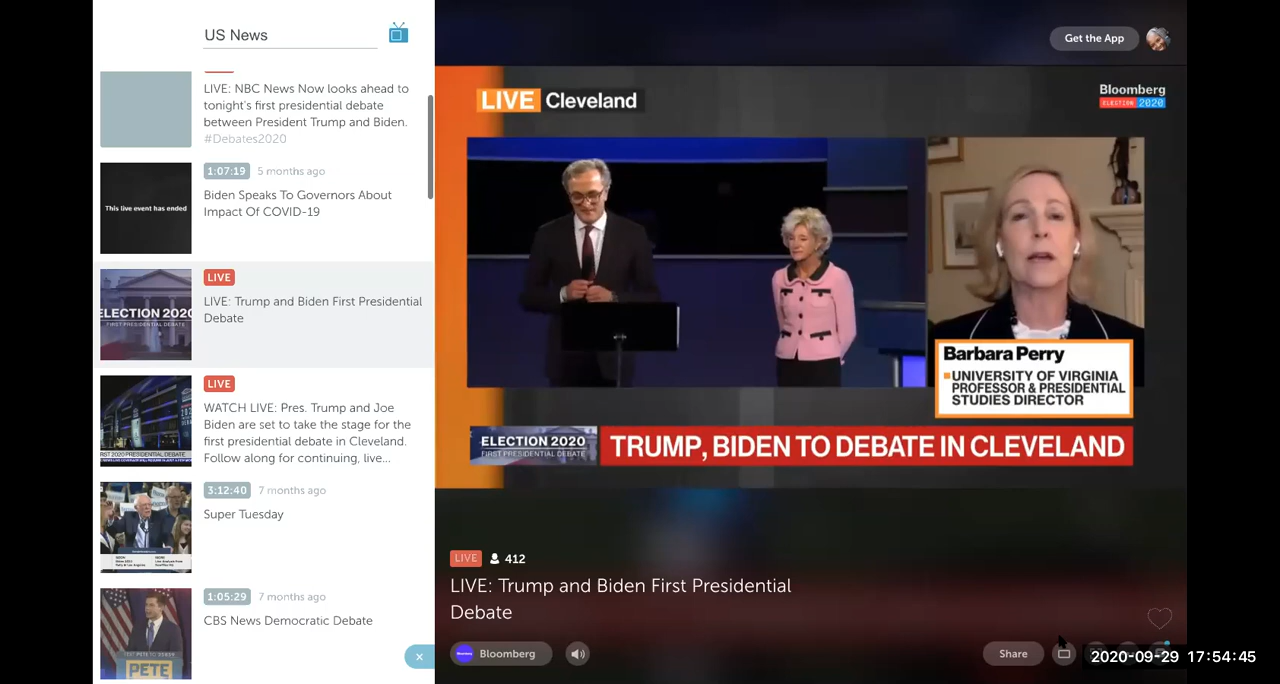 US News
LIVE: NBC News Now looks ahead to
tonight's first presidential debate
between President Trump and Biden.
#Debates2020
This live event has ended
1:07:19 5 months ago
Biden Speaks To Governors About
Impact Of COVID-19
ELECTION 2020
FIRST PRESIDENTIAL DEBATE
LIVE
LIVE: Trump and Biden First Presidential
Debate
LIVE
WATCH LIVE: Pres. Trump and Joe
Biden are set to take the stage for the
first presidential debate in Cleveland.
Follow along for continuing, live...
RST 2020 PRESIDENTIAL DEBATE
3:12:40 7 months ago
Super Tuesday
1:05:29 7 months ago
CBS News Democratic Debate
PETE
×
Get the App
LIVE Cleveland
Bloomberg
ELECTION 2020
Barbara Perry
UNIVERSITY OF VIRGINIA
PROFESSOR & PRESIDENTIAL
STUDIES DIRECTOR
ELECTION 2020
FIRST PRESIDENTIAL DEBATE
TRUMP, BIDEN TO DEBATE IN CLEVELAND
LIVE 412
LIVE: Trump and Biden First Presidential
Debate
Bloomberg
Share
2020-09-29 17:54:45